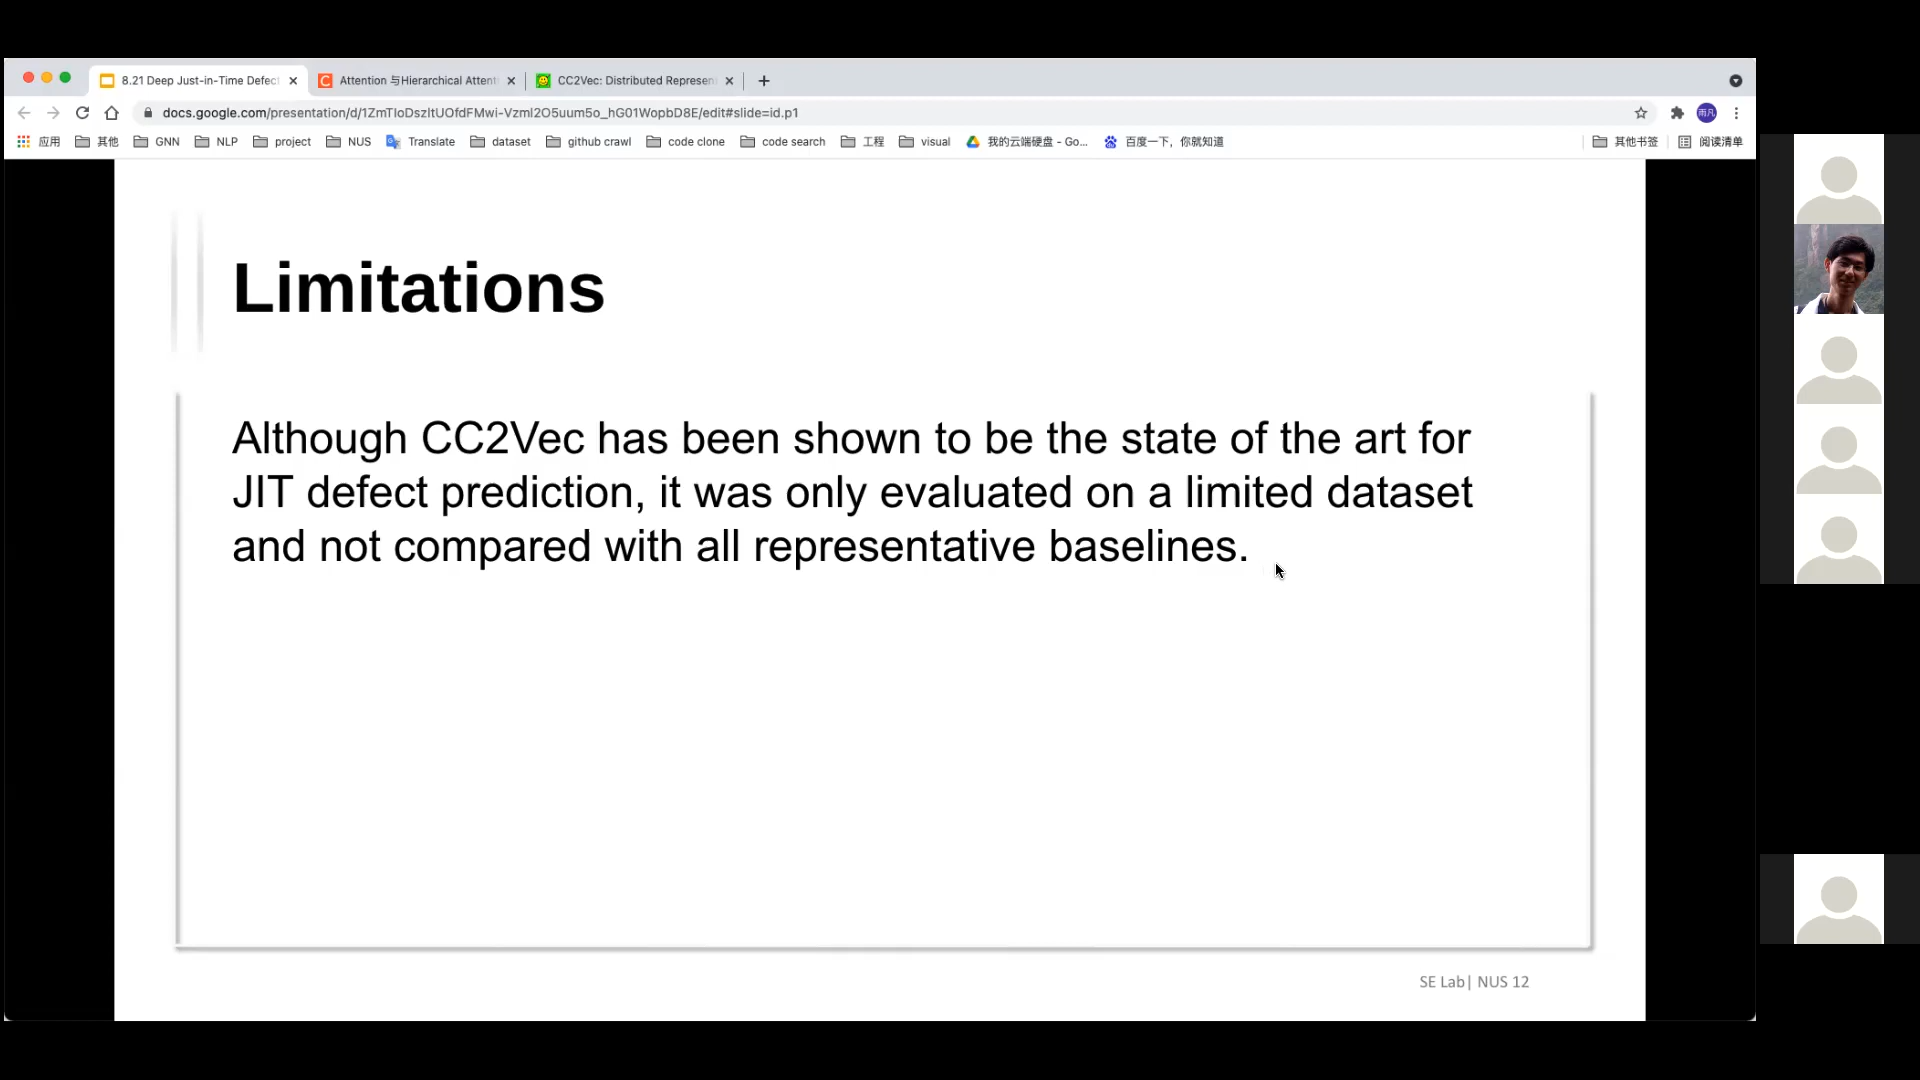 8.21 Deep Just-in-Time Defec
Attention 与Hierarchical Attent
CC2Vec: Distributed Represen
docs.google.com/presentation/d/1ZmTIoDszItUOfdFMwi-Vzml2O5uum5o_hG01WopbD8E/edit#slide=id.p1
雨凡
应用
其他
GNN
NLP
project
NUS
Translate
dataset
github crawl
code clone
code search
工程
visual
我的云端硬盘 - Go...
百度一下，你就知道
其他书签
阅读清单
Limitations
Although CC2Vec has been shown to be the state of the art for
JIT defect prediction, it was only evaluated on a limited dataset
and not compared with all representative baselines.
SE Lab| NUS 12